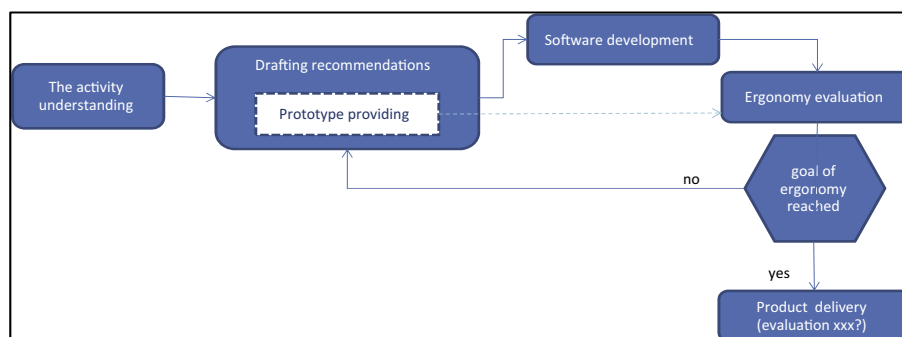 Software development
Drafting recommendations
The activity
understanding
Prototype providing
Ergonomy evaluation
no
goal of
ergonomy
reached
yes
Product delivery
(evaluation xxx?)